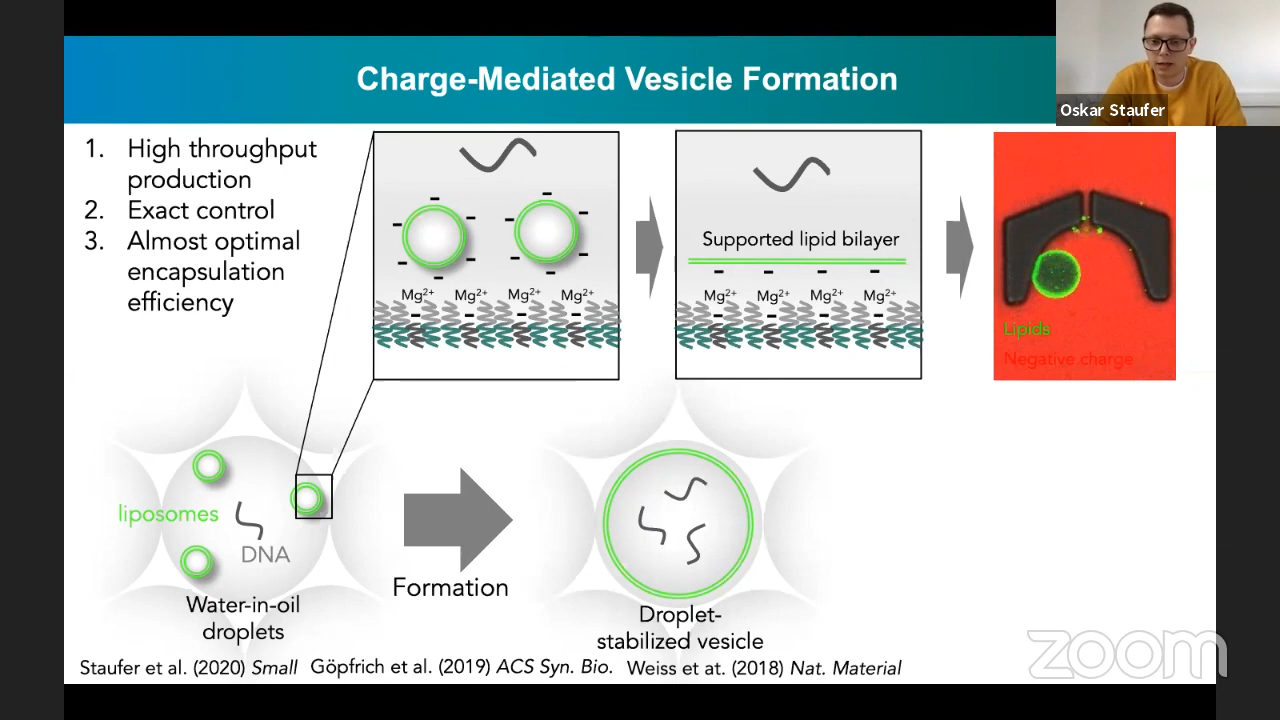 Charge-Mediated Vesicle Formation
Oskar Staufer
1. High throughput
production
2. Exact control
3. Almost optimal
encapsulation
efficiency
- - - - - - - - - - - - -
Mg²⁺ Mg²⁺ Mg²⁺ Mg²⁺
- - - -
Supported lipid bilayer
- - - -
Mg²⁺ Mg²⁺ Mg²⁺ Mg²⁺
- - - -
Lipids
Negative charge
liposomes
DNA
Water-in-oil
droplets
Formation
Droplet-
stabilized vesicle
Staufer et al. (2020) Small Göpfrich et al. (2019) ACS Syn. Bio. Weiss et at. (2018) Nat. Material
zoom